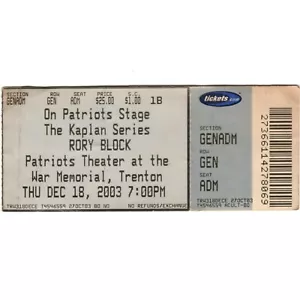 SECTION ROW SEAT PRICE
GENADM GEN ADM $25.00 $1.00 1B
On Patriots Stage
The Kaplan Series
RORY BLOCK
Patriots Theater at the
War Memorial, Trenton
THU DEC 18, 2003 7:00PM
NO REFUNDS/EXCHANGE
tickets.com
SECTION
GENADM
ROW
GEN
SEAT
ADM